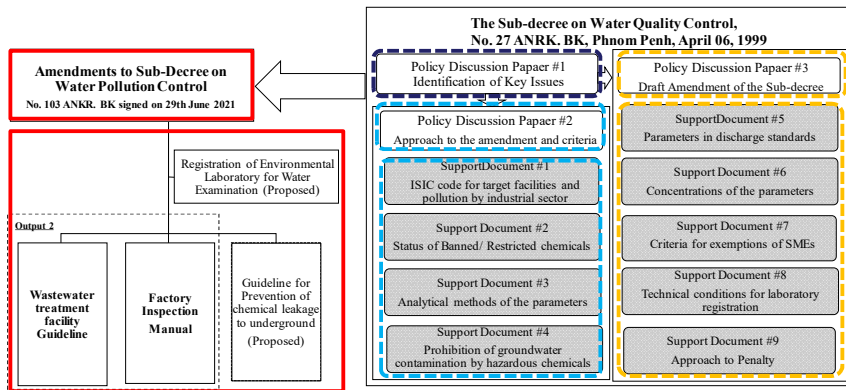 The Sub-decree on Water Quality Control,
No. 27 ANRK. BK, Phnom Penh, April 06, 1999
Amendments to Sub-Decree on
Water Pollution Control
No. 103 ANKR. BK signed on 29th June 2021
Registration of Environmental
Laboratory for Water
Examination (Proposed)
Output 2
Wastewater
treatment
facility
Guideline
Factory
Inspection
Manual
Guideline for
Prevention of
chemical leakage
to underground
(Proposed)
Policy Discussion Papaer #1
Identification of Key Issues
Policy Discussion Papaer #2
Approach to the amendment and criteria
SupportDocument #1
ISIC code for target facilities and
pollution by industrial sector
Support Document #2
Status of Banned/ Restricted chemicals
Support Document #3
Analytical methods of the parameters
Support Document #4
Prohibition of groundwater
contamination by hazardous chemicals
Policy Discussion Papaer #3
Draft Amendment of the Sub-decree
SupportDocument #5
Parameters in discharge standards
Support Document #6
Concentrations of the parameters
Support Document #7
Criteria for exemptions of SMEs
Support Document #8
Technical conditions for laboratory
registration
Support Document #9
Approach to Penalty